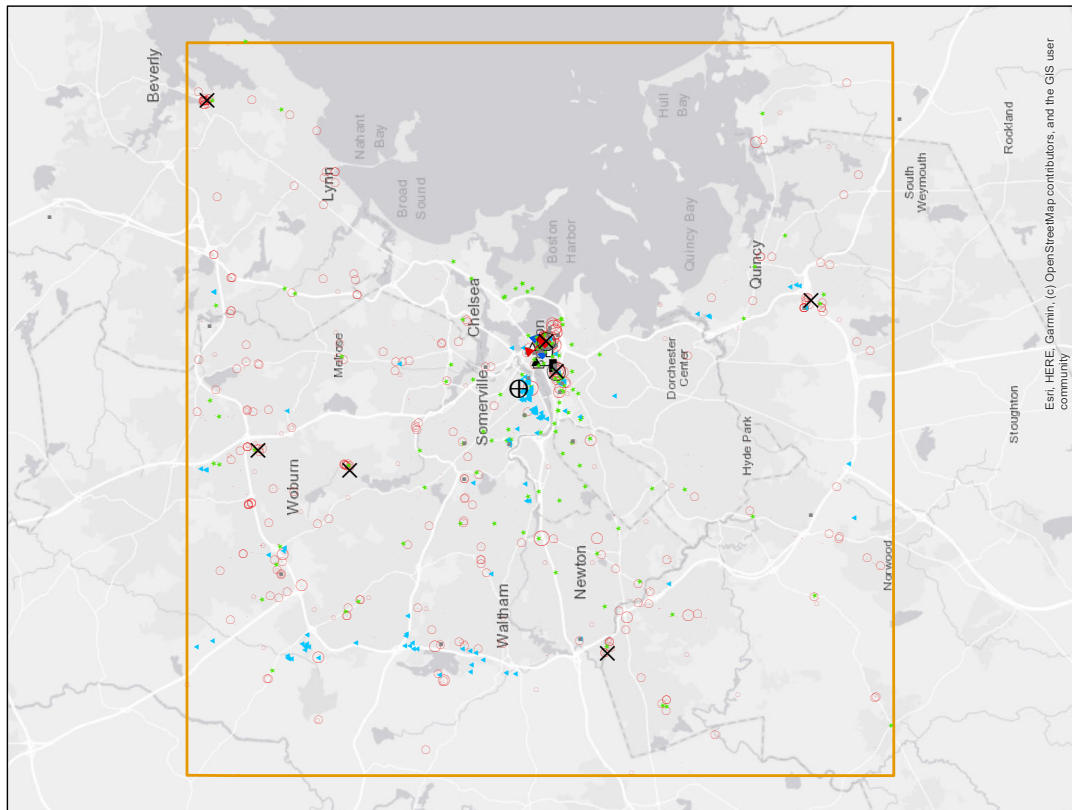 Beverly
Nahant
Bay
Lynn
Broad
Sound
Hull
Bay
Rockland
South
Weymouth
Boston
Harbor
Quincy Bay
Quincy
Chelsea
Melrose
Somerville
Dorchester
Center
Stoughton
Hyde Park
Woburn
Newton
Waltham
Norwood
Esri, HERE, Garmin, (c) OpenStreetMap contributors, and the GIS user
community